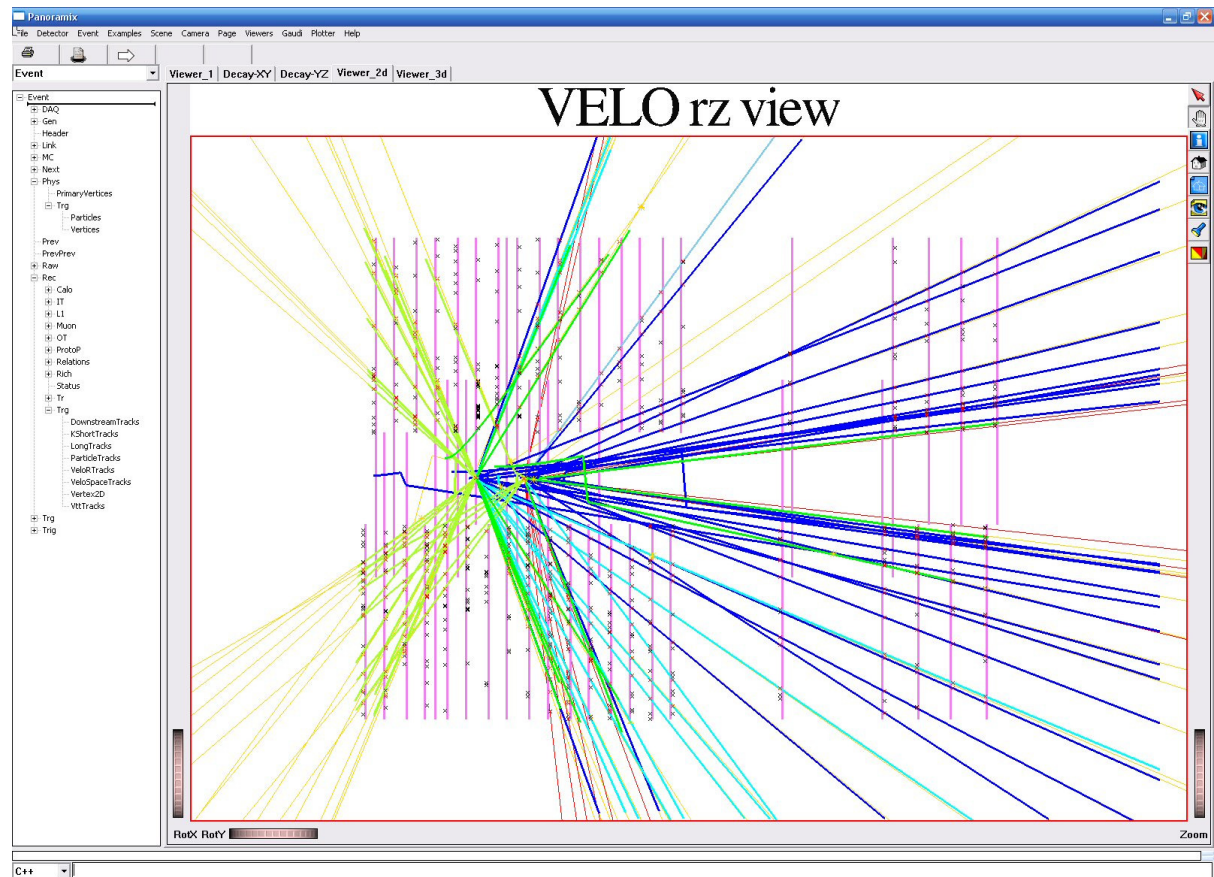 Panoramix
File Detector Event Examples Scene Camera Page Viewers Gaudi Plotter Help
Event
Viewer_1 Decay-XY Decay-YZ Viewer_2d Viewer_3d
VELO rz view
Event
DAQ
Gen
Header
Link
MC
Next
Phys
PrimaryVertices
Trg
Particles
Vertices
Prev
PrevPrev
Raw
Rec
Calo
IT
L1
Muon
OT
ProtoP
Relations
Rich
Status
Tr
Trg
DownstreamTracks
KShortTracks
LongTracks
ParticleTracks
VeloRTracks
VeloSpaceTracks
Vertex2D
VttTracks
Trg
Trig
RotX RotY
Zoom
C++